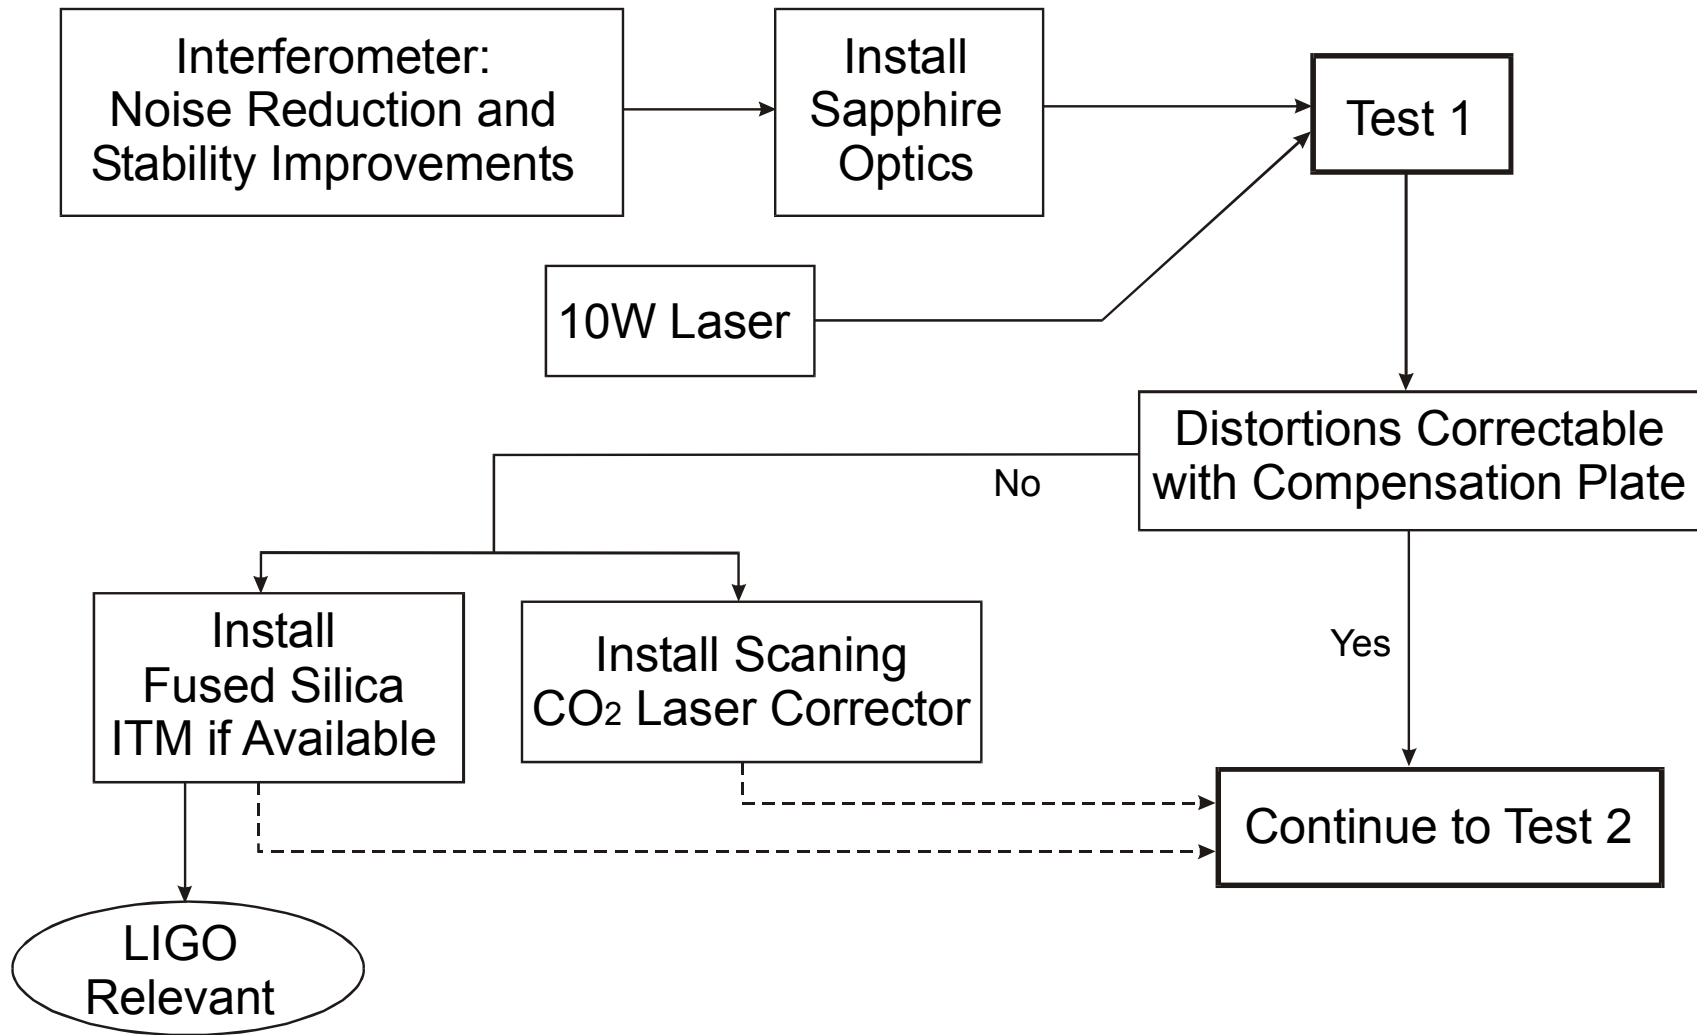 Interferometer:
Noise Reduction and
Stability Improvements
Install
Sapphire
Optics
Test 1
10W Laser
Distortions Correctable
with Compensation Plate
No
Yes
Install
Fused Silica
ITM if Available
Install Scaning
CO2 Laser Corrector
Continue to Test 2
LIGO
Relevant